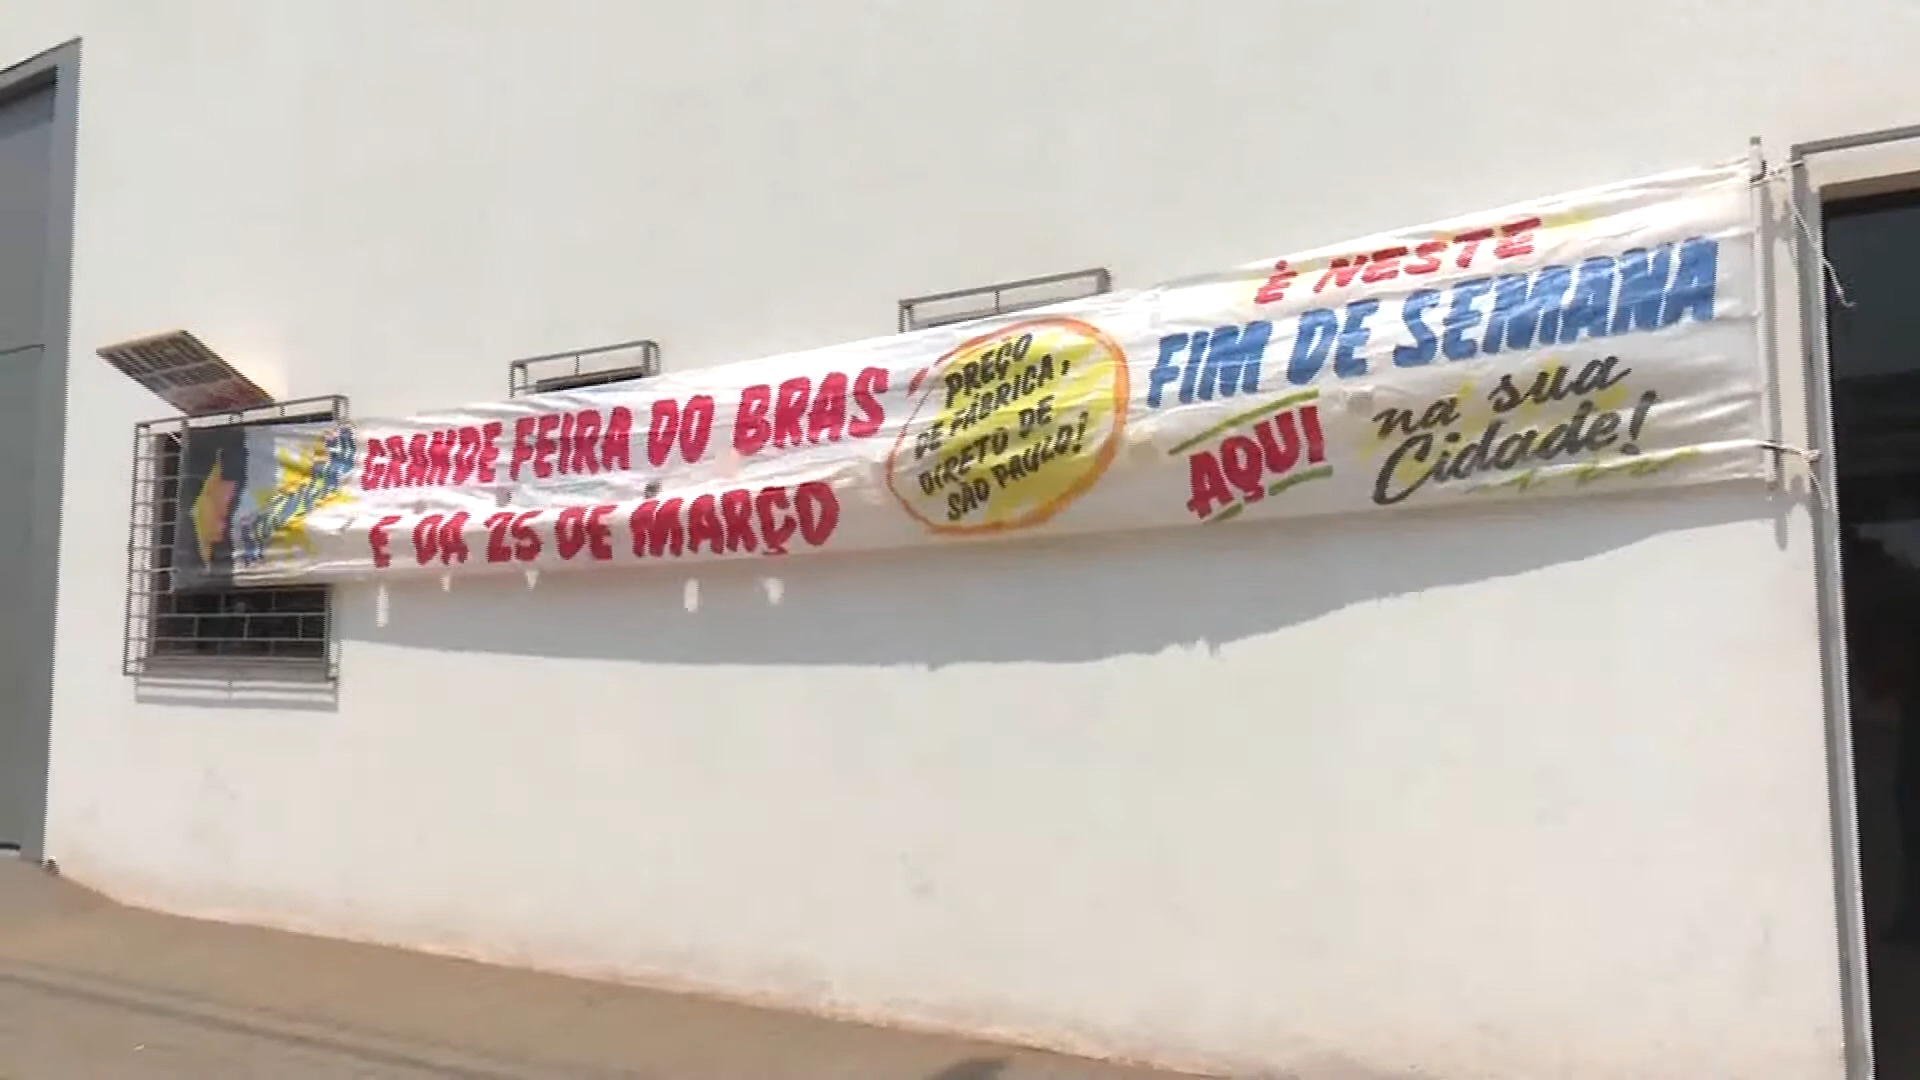 GRANDE FEIRA DO BRAS
E DA 25 DE MARÇO
PREÇO
DE FÁBRICA,
DIRETO DE
SÃO PAULO!
È NESTE
FIM DE SEMANA
AQUI
na sua
Cidade!